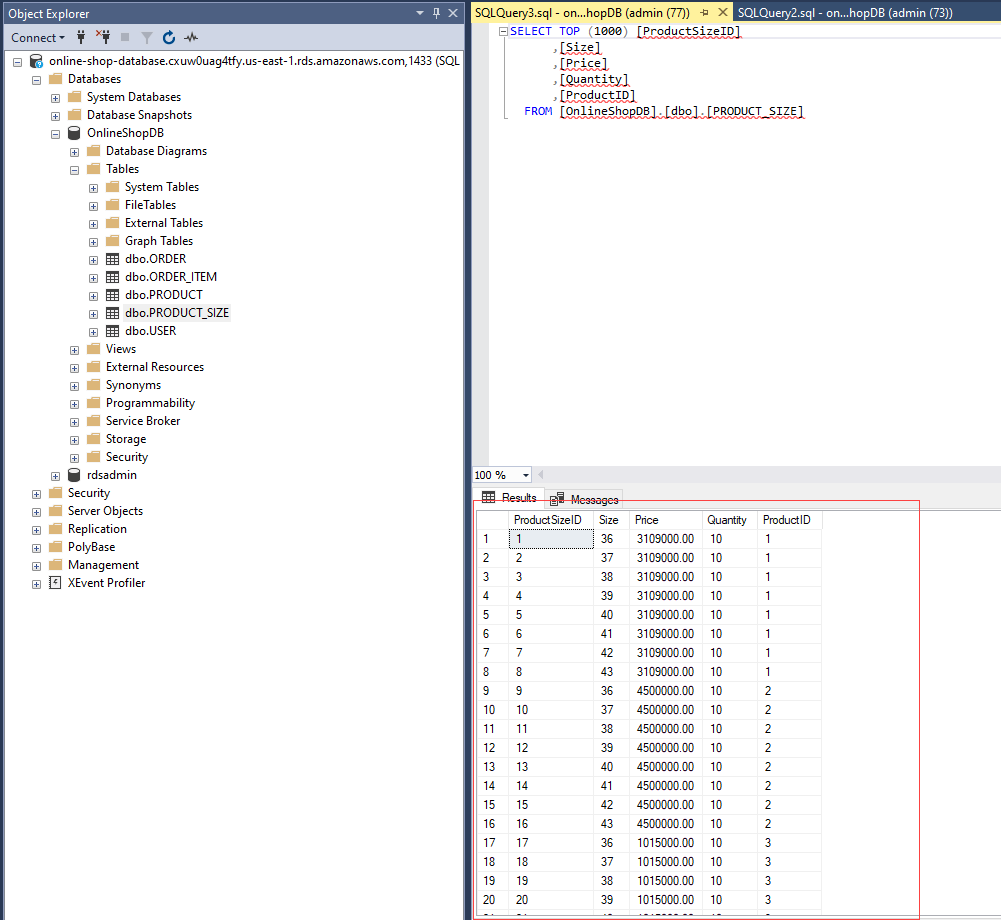 Object Explorer
Connect
online-shop-database.cxuw0uag4tfy.us-east-1.rds.amazonaws.com,1433 (SQL
Databases
System Databases
Database Snapshots
OnlineShopDB
Database Diagrams
Tables
System Tables
FileTables
External Tables
Graph Tables
dbo.ORDER
dbo.ORDER_ITEM
dbo.PRODUCT
dbo.PRODUCT_SIZE
dbo.USER
Views
External Resources
Synonyms
Programmability
Service Broker
Storage
Security
rdsadmin
Security
Server Objects
Replication
PolyBase
Management
XEvent Profiler
SQLQuery3.sql - on...hopDB (admin (77)) SQLQuery2.sql - on...hopDB (admin (73))
SELECT TOP (1000) [ProductSizeID]
,[Size]
,[Price]
,[Quantity]
,[ProductID]
FROM [OnlineShopDB].[dbo].[PRODUCT_SIZE]
100 %
Results Messages
ProductSizeID Size Price Quantity ProductID
1 1 36 3109000.00 10 1
2 2 37 3109000.00 10 1
3 3 38 3109000.00 10 1
4 4 39 3109000.00 10 1
5 5 40 3109000.00 10 1
6 6 41 3109000.00 10 1
7 7 42 3109000.00 10 1
8 8 43 3109000.00 10 1
9 9 36 4500000.00 10 2
10 10 37 4500000.00 10 2
11 11 38 4500000.00 10 2
12 12 39 4500000.00 10 2
13 13 40 4500000.00 10 2
14 14 41 4500000.00 10 2
15 15 42 4500000.00 10 2
16 16 43 4500000.00 10 2
17 17 36 1015000.00 10 3
18 18 37 1015000.00 10 3
19 19 38 1015000.00 10 3
20 20 39 1015000.00 10 3